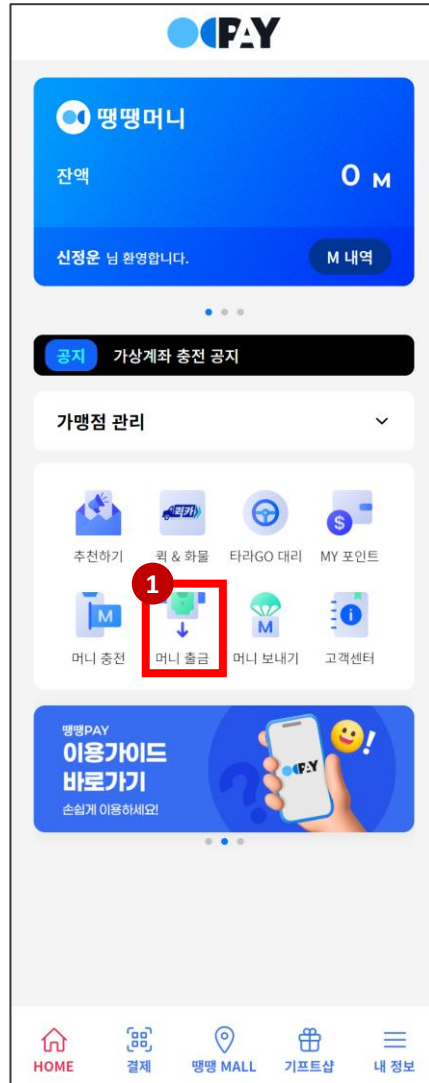 PAY
땡땡머니
잔액
0 M
신정운 님 환영합니다.
M 내역
공지 가상계좌 충전 공지
가맹점 관리
퀵카
추천하기 퀵 & 화물 타라GO 대리 MY 포인트
1
M
M
머니 충전 머니 출금 머니 보내기 고객센터
땡땡PAY
이용가이드
바로가기
손쉽게 이용하세요!
PAY
HOME 결제 땡땡 MALL 기프트샵 내 정보